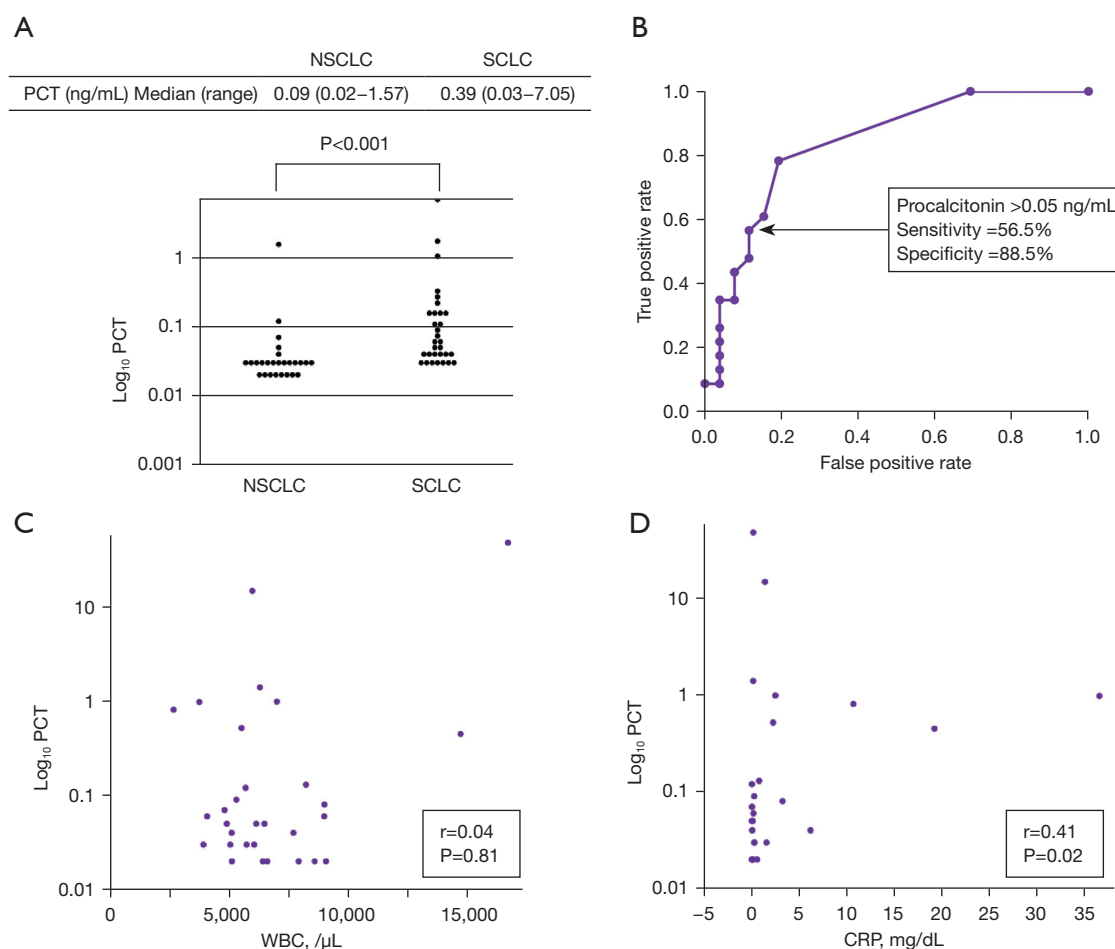 A
NSCLC SCLC
PCT (ng/mL) Median (range) 0.09 (0.02–1.57) 0.39 (0.03–7.05)
P<0.001
Log₁₀ PCT
1
0.1
0.01
0.001
NSCLC SCLC
B
True positive rate
1.0
0.8
0.6
0.4
0.2
0.0
Procalcitonin >0.05 ng/mL
Sensitivity =56.5%
Specificity =88.5%
0.0 0.2 0.4 0.6 0.8 1.0
False positive rate
C
Log₁₀ PCT
10
1
0.1
0.01
r=0.04
P=0.81
0 5,000 10,000 15,000
WBC, /µL
D
Log₁₀ PCT
10
1
0.1
0.01
r=0.41
P=0.02
−5 0 5 10 15 20 25 30 35
CRP, mg/dL